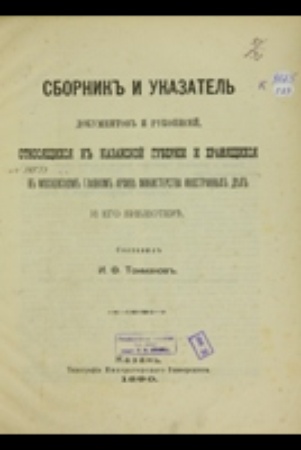 СБОРНИКЪ И УКАЗАТЕЛЬ
ДОКУМЕНТОВЪ И РУКОПИСЕЙ,
ОТНОСЯЩИХСЯ КЪ КАЗАНСКОЙ ГУБЕРНІИ И ХРАНЯЩИХСЯ
ВЪ МОСКОВСКОМЪ ГЛАВНОМЪ АРХИВѢ МИНИСТЕРСТВА ИНОСТРАННЫХЪ ДѢЛЪ
И ЕГО БИБЛІОТЕКѢ,
Составилъ
И. Ѳ. Токмаковъ.
Казань.
Типографія Императорскаго Университета.
1890.